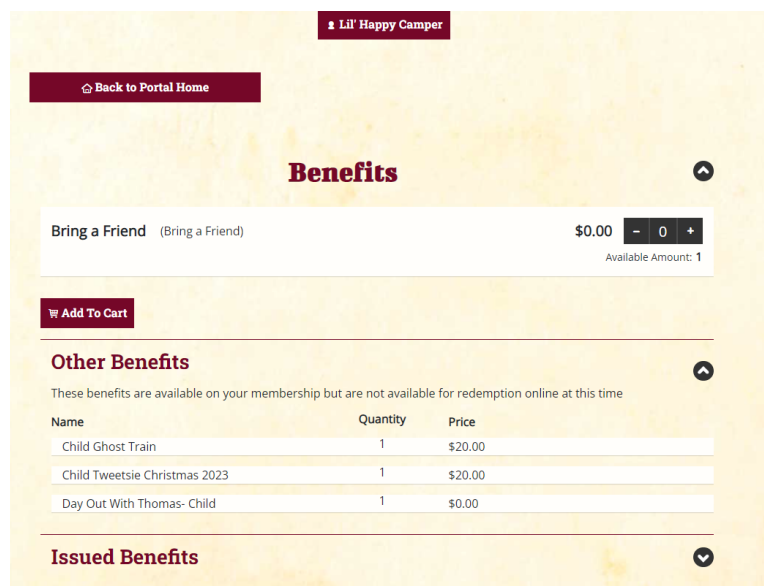 Lil' Happy Camper
Back to Portal Home
Benefits
Bring a Friend (Bring a Friend) $0.00 - 0 +
Available Amount: 1
Add To Cart
Other Benefits
These benefits are available on your membership but are not available for redemption online at this time
Name Quantity Price
Child Ghost Train 1 $20.00
Child Tweetsie Christmas 2023 1 $20.00
Day Out With Thomas- Child 1 $0.00
Issued Benefits